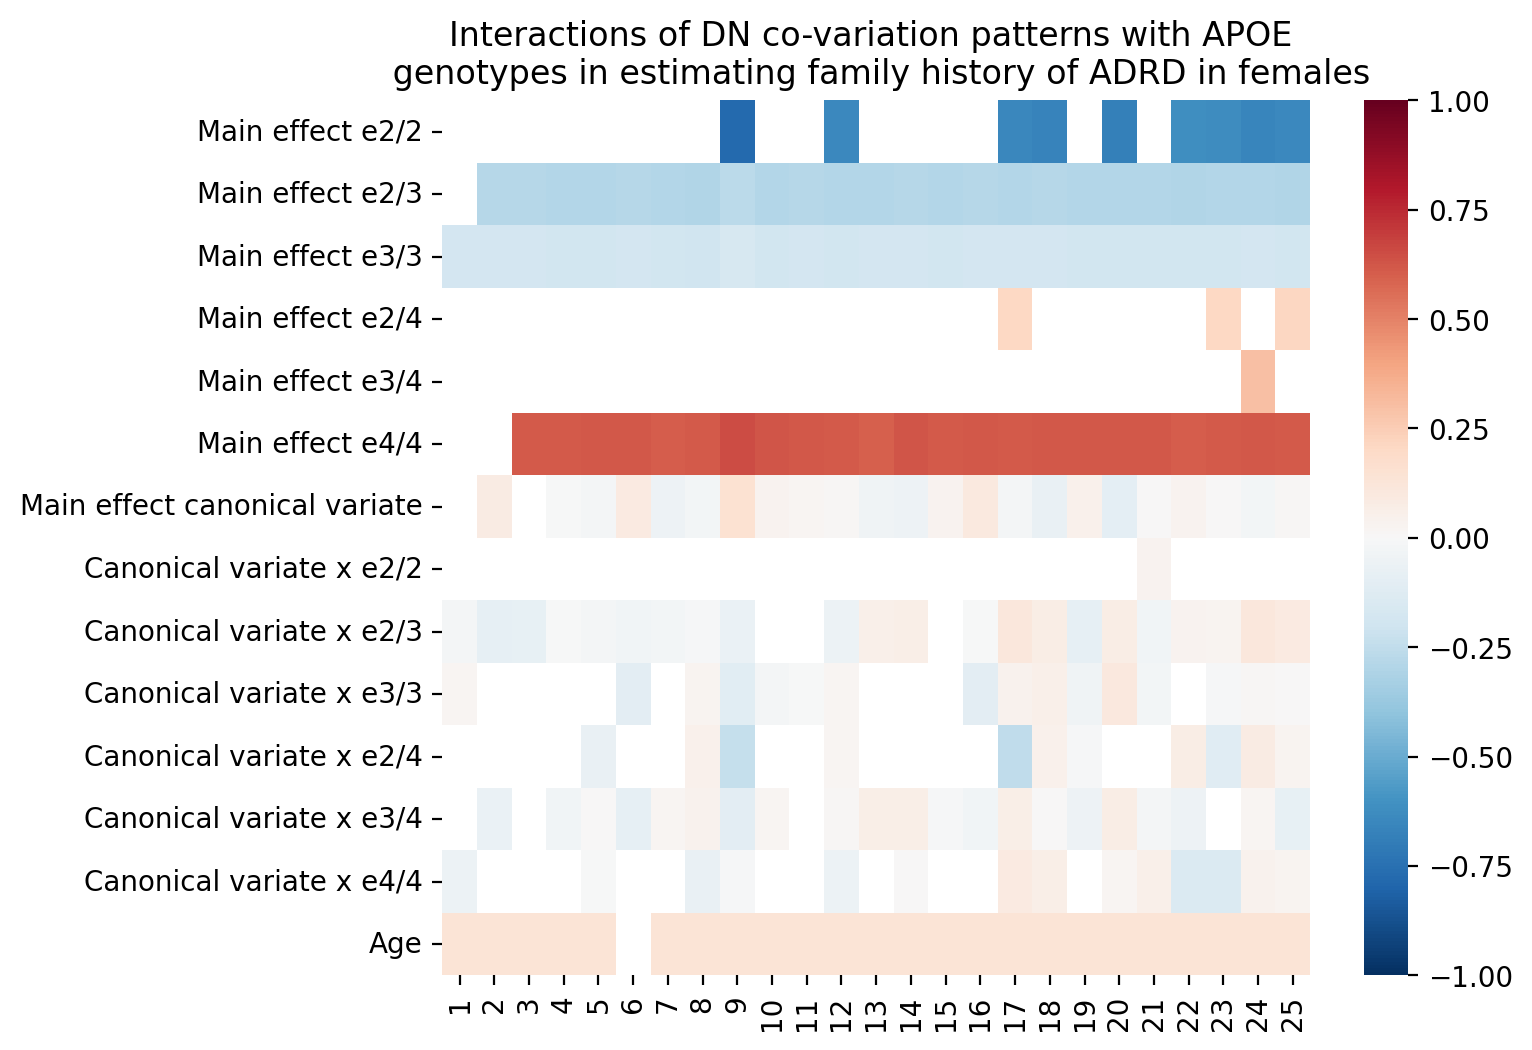 Interactions of DN co-variation patterns with APOE
genotypes in estimating family history of ADRD in females
Main effect e2/2
Main effect e2/3
Main effect e3/3
Main effect e2/4
Main effect e3/4
Main effect e4/4
Main effect canonical variate
Canonical variate x e2/2
Canonical variate x e2/3
Canonical variate x e3/3
Canonical variate x e2/4
Canonical variate x e3/4
Canonical variate x e4/4
Age
1 2 3 4 5 6 7 8 9 10 11 12 13 14 15 16 17 18 19 20 21 22 23 24 25
1.00
0.75
0.50
0.25
0.00
−0.25
−0.50
−0.75
−1.00